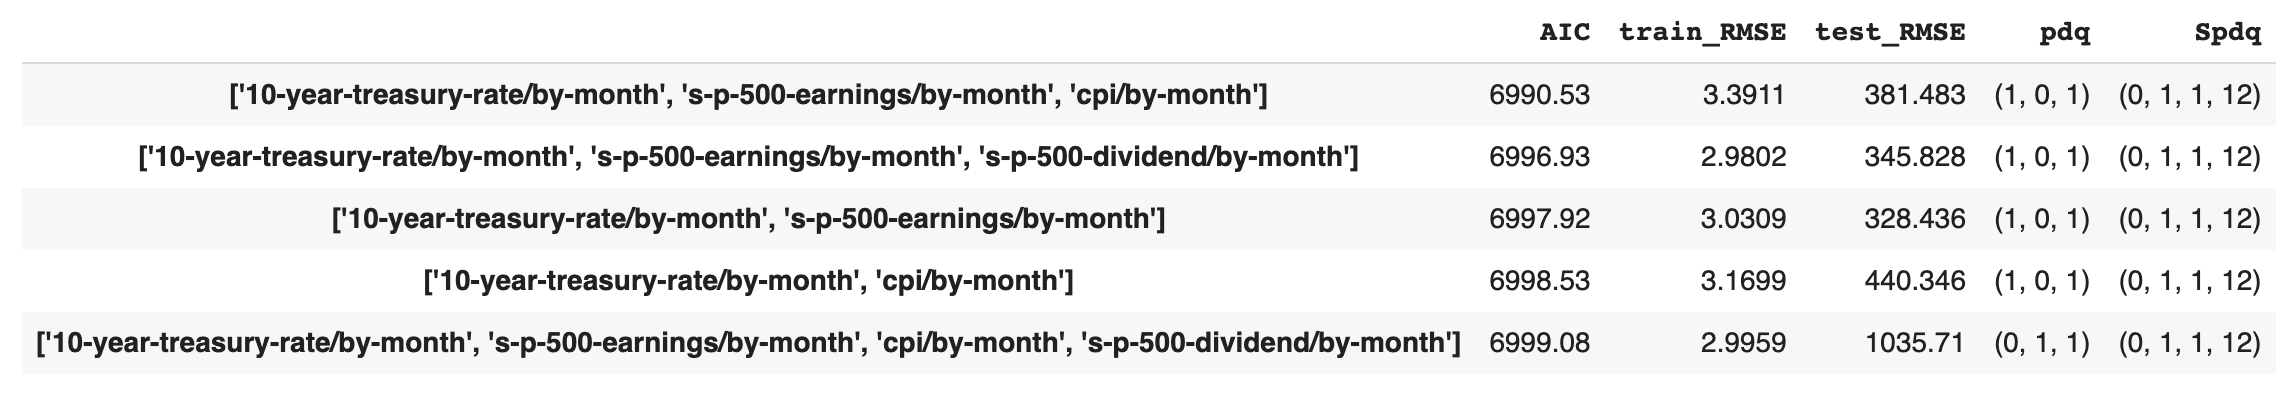 AIC train_RMSE test_RMSE pdq Spdq
['10-year-treasury-rate/by-month', 's-p-500-earnings/by-month', 'cpi/by-month'] 6990.53 3.3911 381.483 (1, 0, 1) (0, 1, 1, 12)
['10-year-treasury-rate/by-month', 's-p-500-earnings/by-month', 's-p-500-dividend/by-month'] 6996.93 2.9802 345.828 (1, 0, 1) (0, 1, 1, 12)
['10-year-treasury-rate/by-month', 's-p-500-earnings/by-month'] 6997.92 3.0309 328.436 (1, 0, 1) (0, 1, 1, 12)
['10-year-treasury-rate/by-month', 'cpi/by-month'] 6998.53 3.1699 440.346 (1, 0, 1) (0, 1, 1, 12)
['10-year-treasury-rate/by-month', 's-p-500-earnings/by-month', 'cpi/by-month', 's-p-500-dividend/by-month'] 6999.08 2.9959 1035.71 (0, 1, 1) (0, 1, 1, 12)